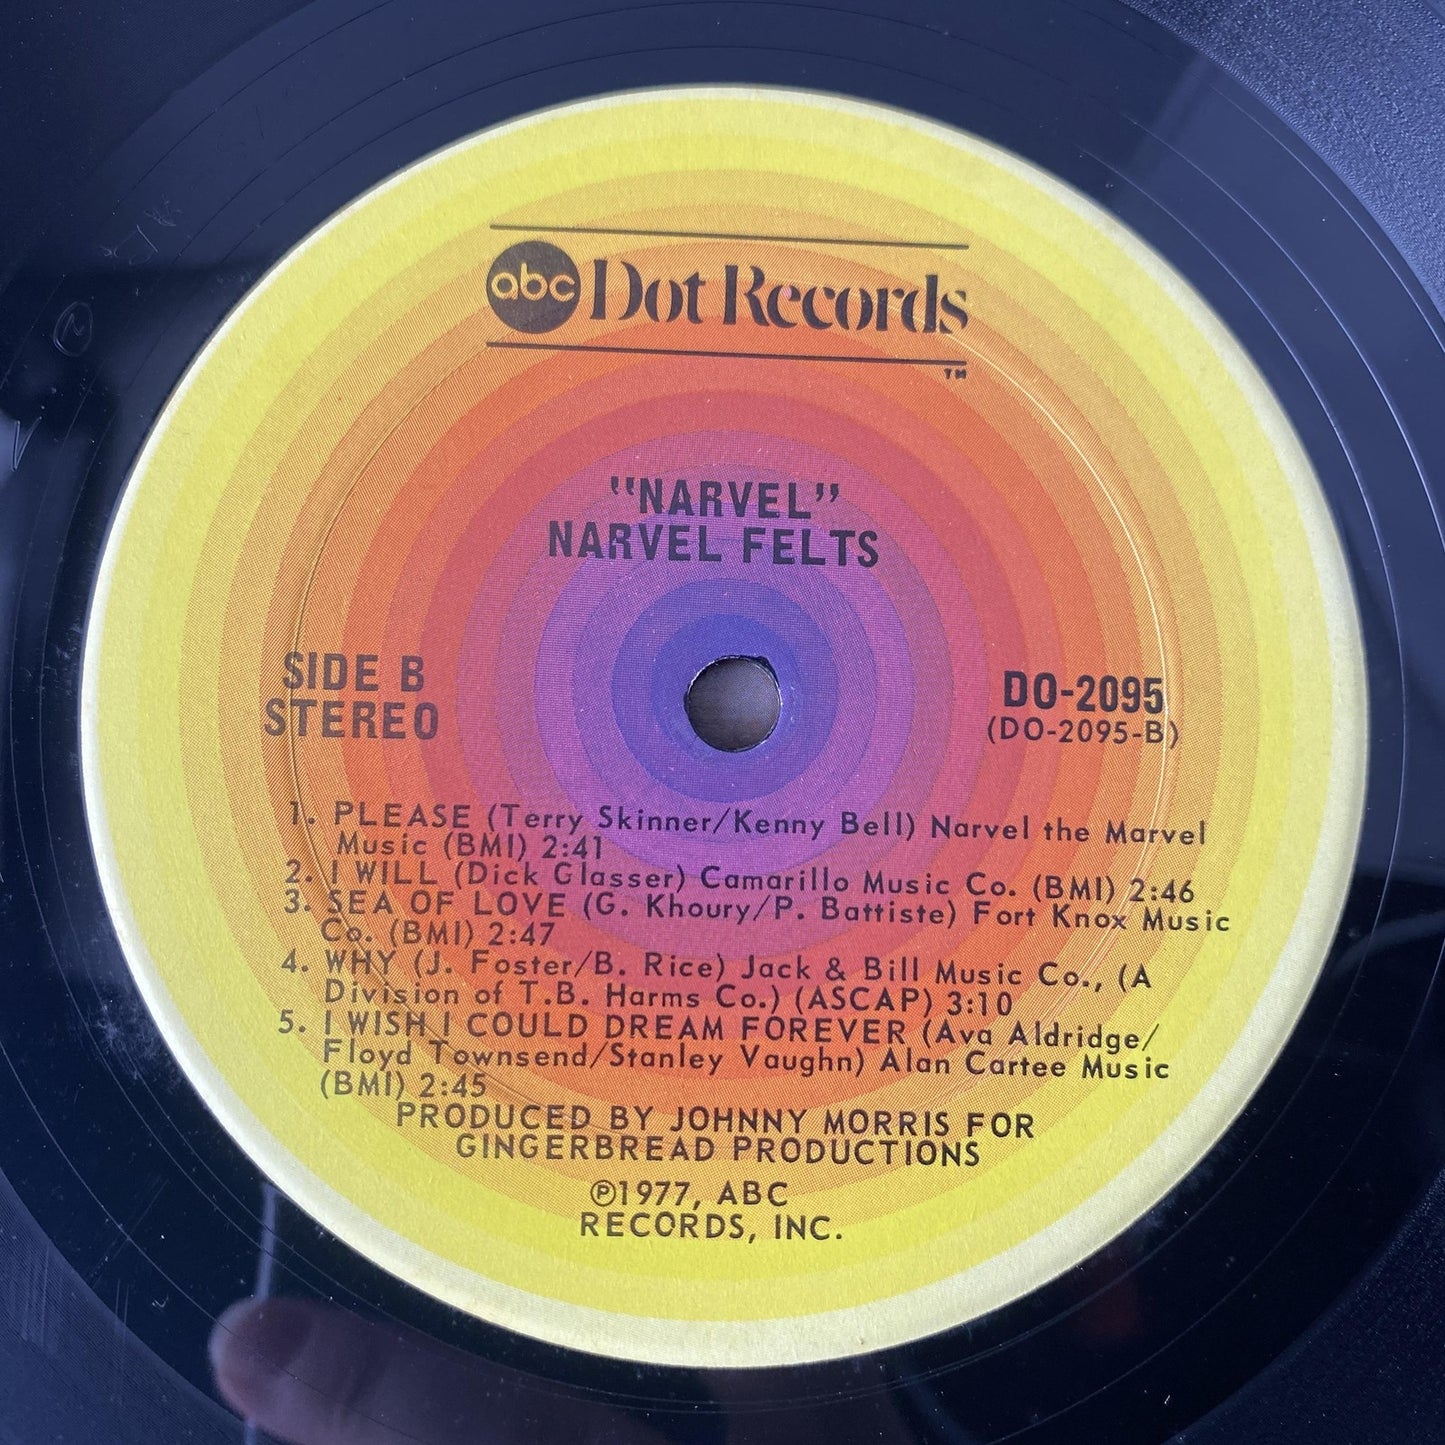 abc Dot Records
TM
"NARVEL"
NARVEL FELTS
SIDE B
STEREO
DO-2095
(DO-2095-B)
1. PLEASE (Terry Skinner/Kenny Bell) Narvel the Marvel
Music (BMI) 2:41
2. I WILL (Dick Glasser) Camarillo Music Co. (BMI) 2:46
3. SEA OF LOVE (G. Khoury/P. Battiste) Fort Knox Music
Co. (BMI) 2:47
4. WHY (J. Foster/B. Rice) Jack & Bill Music Co., (A
Division of T.B. Harms Co.) (ASCAP) 3:10
5. I WISH I COULD DREAM FOREVER (Ava Aldridge/
Floyd Townsend/Stanley Vaughn) Alan Cartee Music
(BMI) 2:45
PRODUCED BY JOHNNY MORRIS FOR
GINGERBREAD PRODUCTIONS
℗1977, ABC
RECORDS, INC.